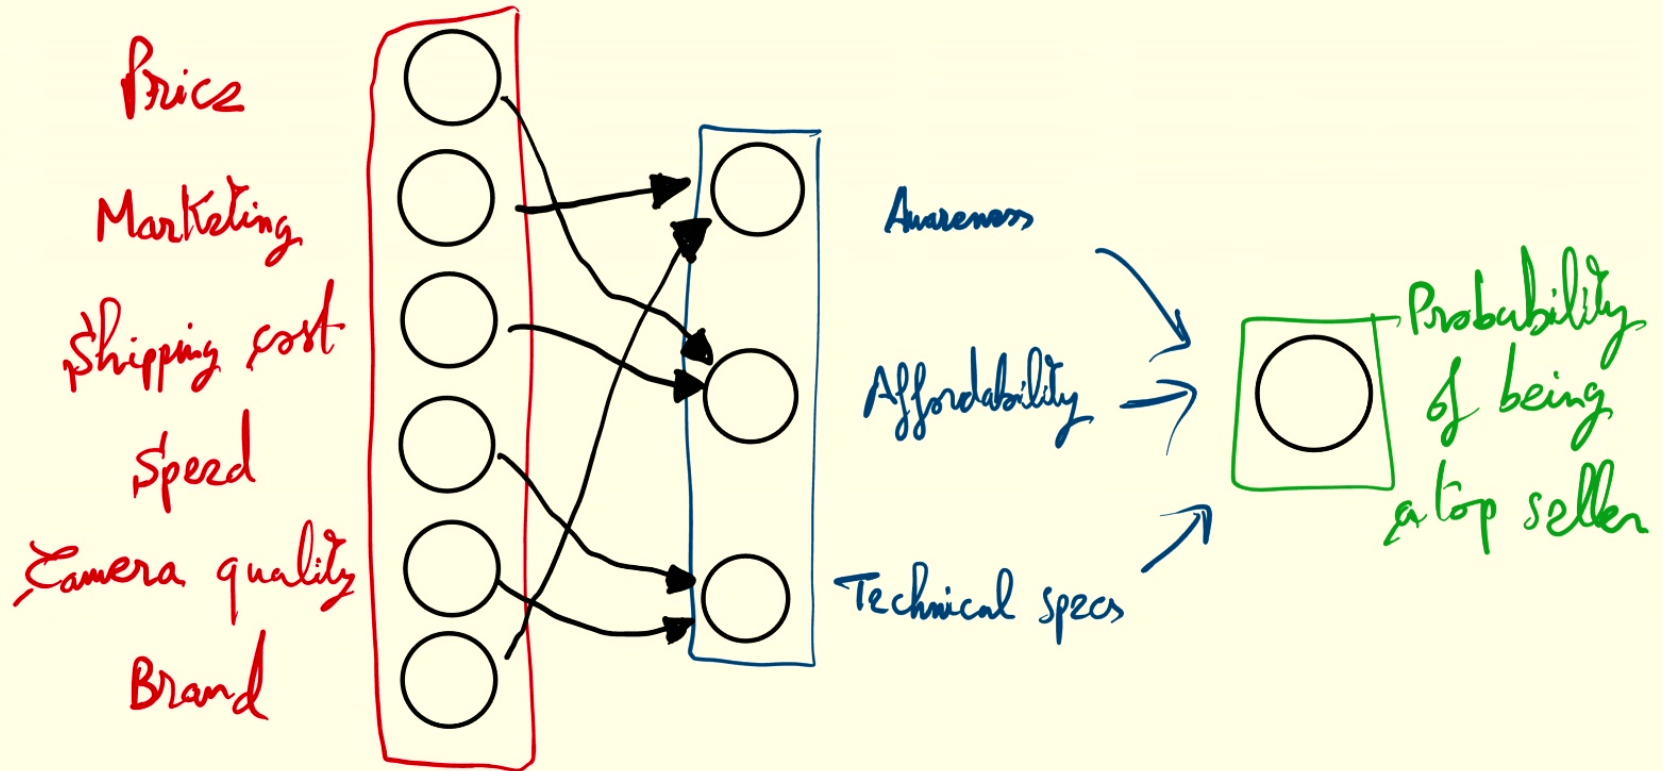 Price
Marketing
Shipping cost
Speed
Camera quality
Brand
Awareness
Affordability
Technical specs
Probability
of being
a top seller